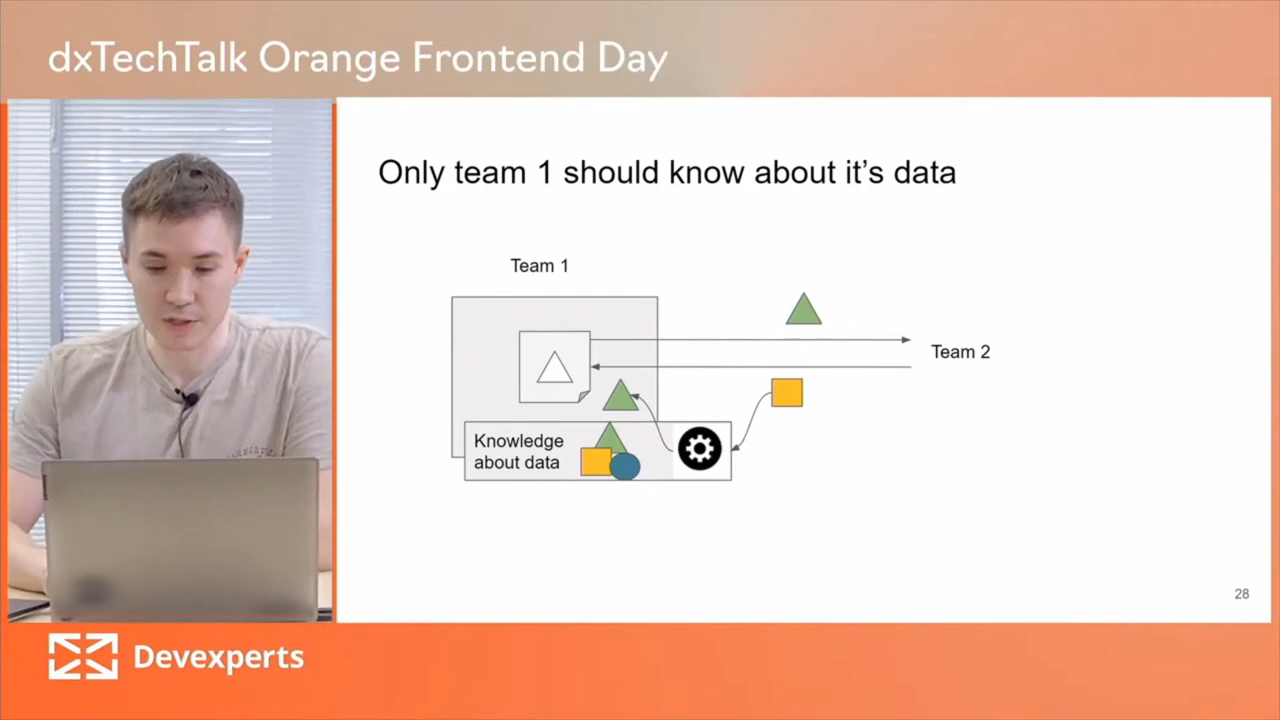 dxTechTalk Orange Frontend Day
Only team 1 should know about it's data
Team 1
Team 2
Knowledge
about data
28
Devexperts